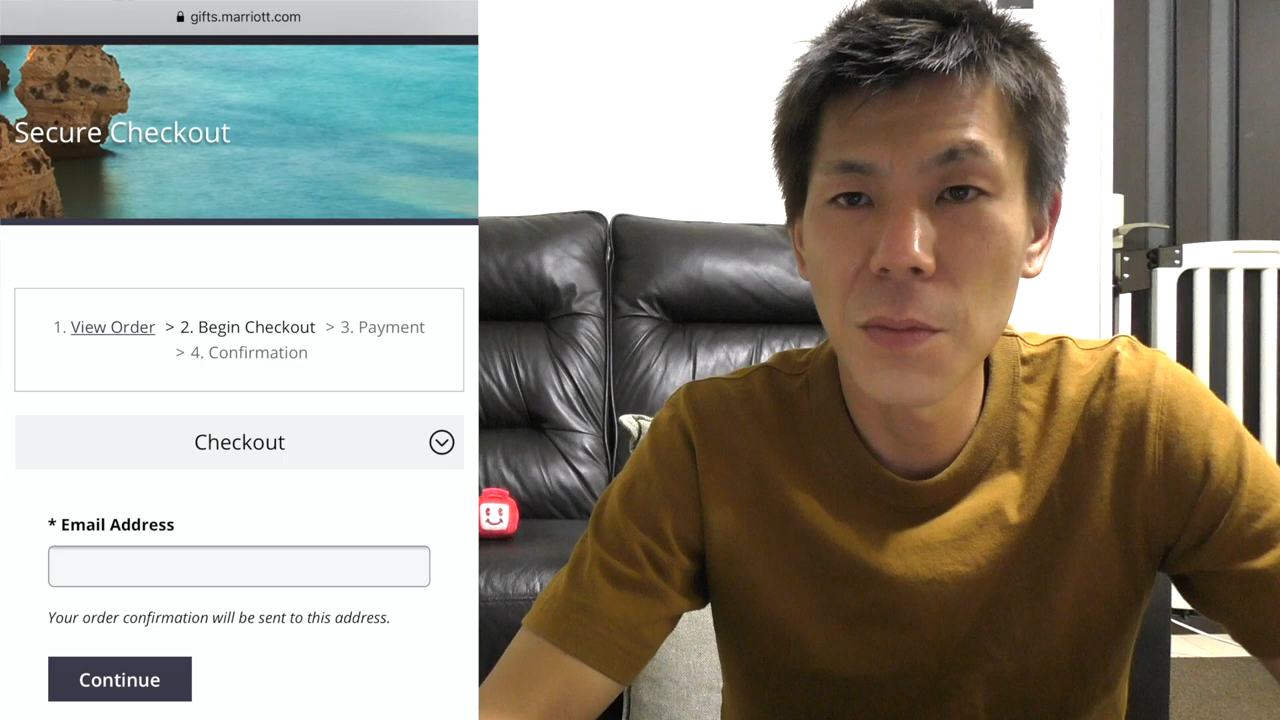 gifts.marriott.com
Secure Checkout
1. View Order > 2. Begin Checkout > 3. Payment
> 4. Confirmation
Checkout
* Email Address
Your order confirmation will be sent to this address.
Continue